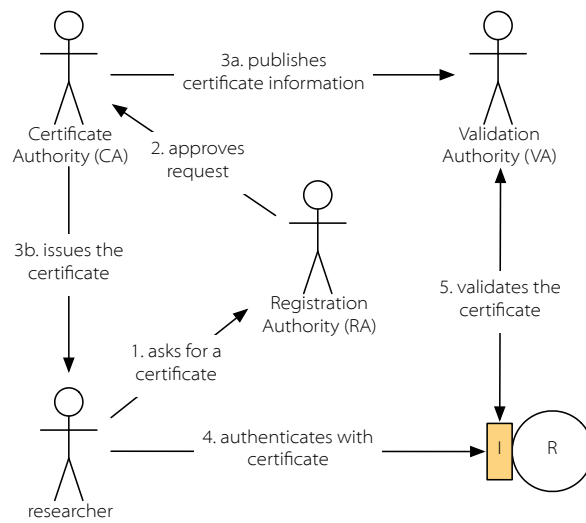 3a. publishes
certificate information
Certificate
Authority (CA)
Validation
Authority (VA)
2. approves
request
3b. issues the
certificate
Registration
Authority (RA)
5. validates the
certificate
1. asks for a
certificate
4. authenticates with
certificate
I
R
researcher